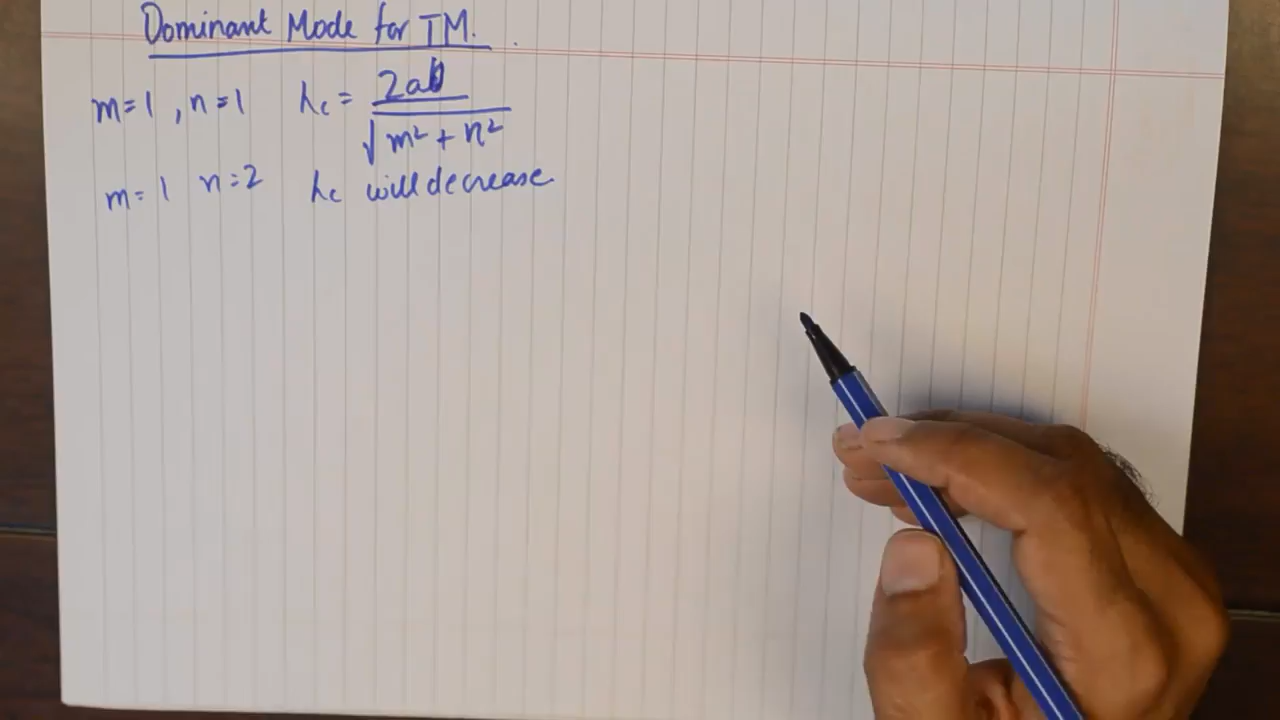 Dominant Mode for TM.
m=1, n=1 λc = 2ab / √m² + n²
m=1 n=2 λc will decrease